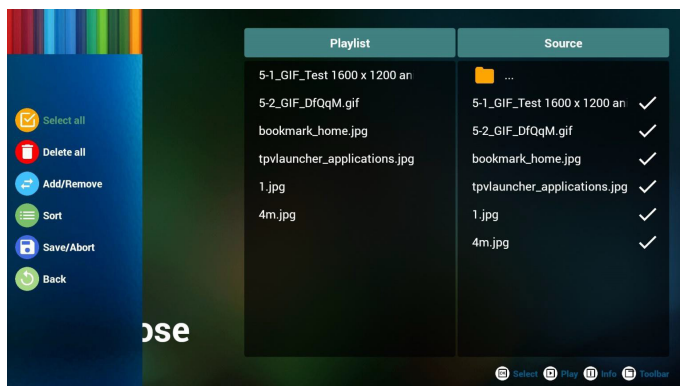 Playlist
Source
Select all
Delete all
Add/Remove
Sort
Save/Abort
Back
5-1_GIF_Test 1600 x 1200 an
5-2_GIF_DfQqM.gif
bookmark_home.jpg
tpvlauncher_applications.jpg
1.jpg
4m.jpg
...
5-1_GIF_Test 1600 x 1200 an
5-2_GIF_DfQqM.gif
bookmark_home.jpg
tpvlauncher_applications.jpg
1.jpg
4m.jpg
ose
Select Play Info Toolbar